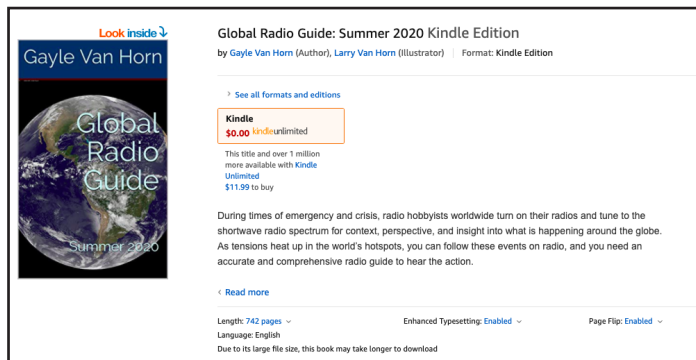 Look inside
Gayle Van Horn
Global
Radio
Guide
Summer 2020
Global Radio Guide: Summer 2020 Kindle Edition
by Gayle Van Horn (Author), Larry Van Horn (Illustrator) | Format: Kindle Edition
› See all formats and editions
Kindle
$0.00 kindleunlimited
This title and over 1 million
more available with Kindle
Unlimited
$11.99 to buy
During times of emergency and crisis, radio hobbyists worldwide turn on their radios and tune to the
shortwave radio spectrum for context, perspective, and insight into what is happening around the globe.
As tensions heat up in the world's hotspots, you can follow these events on radio, and you need an
accurate and comprehensive radio guide to hear the action.
‹ Read more
Length: 742 pages Enhanced Typesetting: Enabled Page Flip: Enabled
Language: English
Due to its large file size, this book may take longer to download